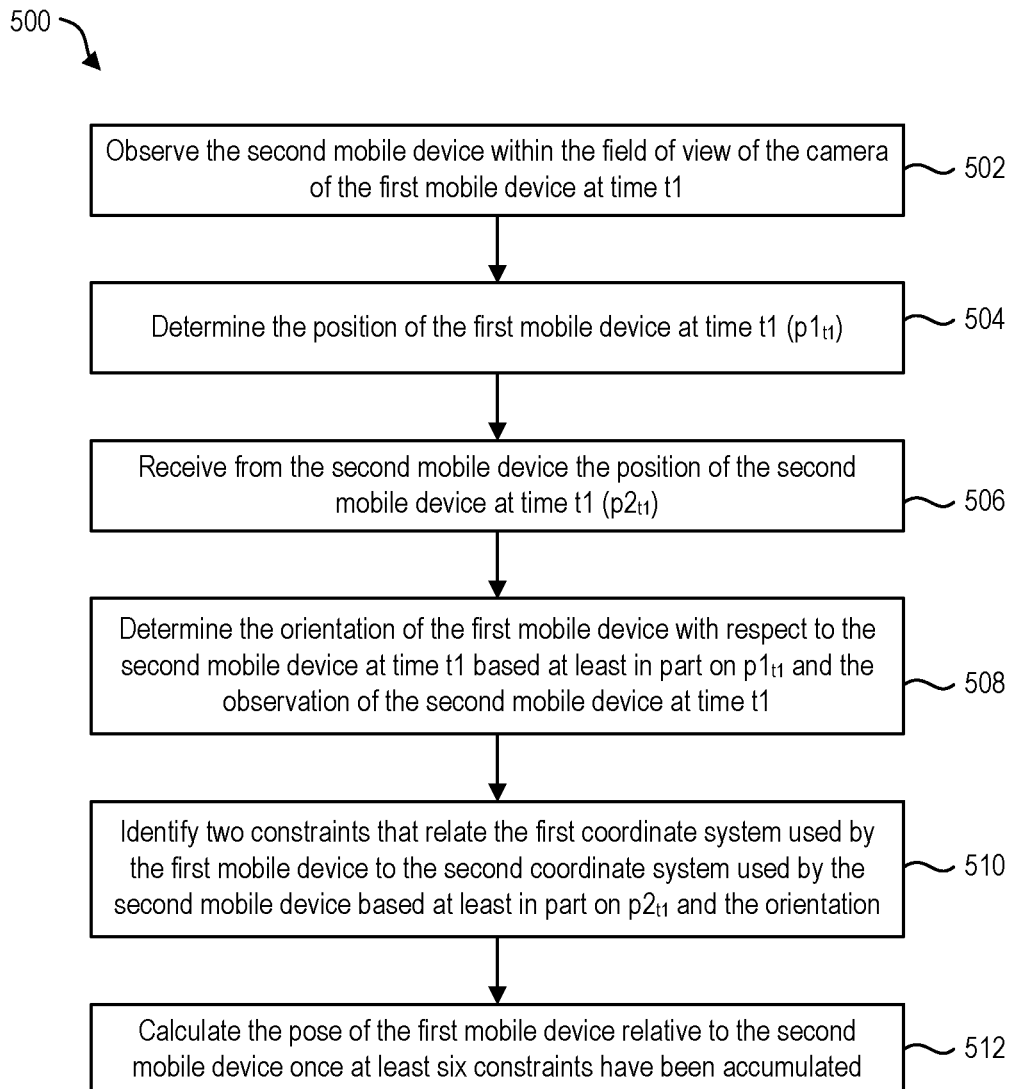 500
Observe the second mobile device within the field of view of the camera
of the first mobile device at time t1
502
Determine the position of the first mobile device at time t1 (p1t1)
504
Receive from the second mobile device the position of the second
mobile device at time t1 (p2t1)
506
Determine the orientation of the first mobile device with respect to the
second mobile device at time t1 based at least in part on p1t1 and the
observation of the second mobile device at time t1
508
Identify two constraints that relate the first coordinate system used by
the first mobile device to the second coordinate system used by the
second mobile device based at least in part on p2t1 and the orientation
510
Calculate the pose of the first mobile device relative to the second
mobile device once at least six constraints have been accumulated
512